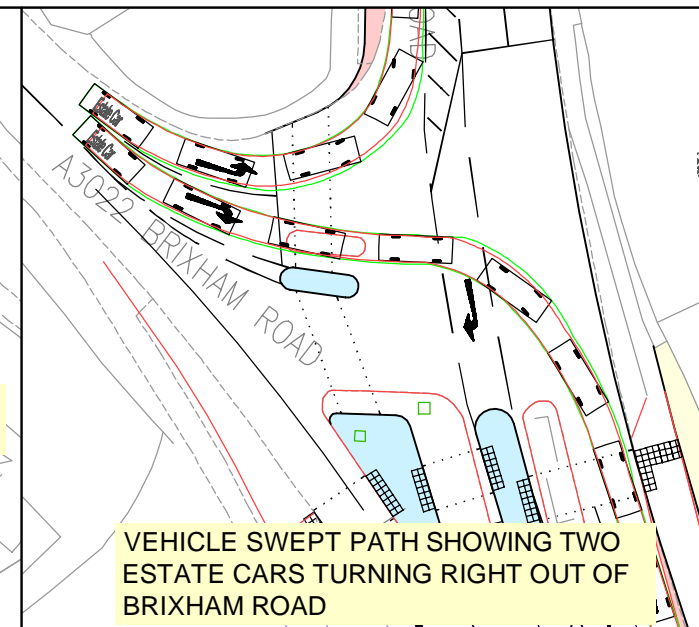 Estate Car
Estate Car
A3022 BRIXHAM ROAD
VEHICLE SWEPT PATH SHOWING TWO
ESTATE CARS TURNING RIGHT OUT OF
BRIXHAM ROAD